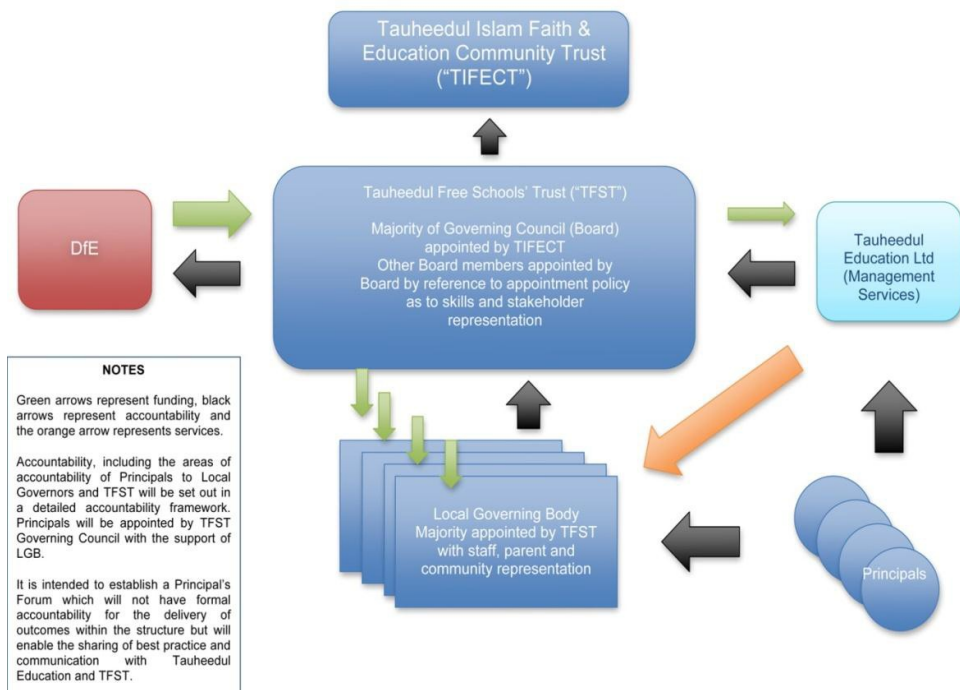 Tauheedul Islam Faith &
Education Community Trust
(“TIFECT”)
Tauheedul Free Schools’ Trust (“TFST”)
Majority of Governing Council (Board)
appointed by TIFECT
Other Board members appointed by
Board by reference to appointment policy
as to skills and stakeholder
representation
DfE
Tauheedul
Education Ltd
(Management
Services)
NOTES
Green arrows represent funding, black
arrows represent accountability and
the orange arrow represents services.
Accountability, including the areas of
accountability of Principals to Local
Governors and TFST will be set out in
a detailed accountability framework.
Principals will be appointed by TFST
Governing Council with the support of
LGB.
It is intended to establish a Principal’s
Forum which will not have formal
accountability for the delivery of
outcomes within the structure but will
enable the sharing of best practice and
communication with Tauheedul
Education and TFST.
Local Governing Body
Majority appointed by TFST
with staff, parent and
community representation
Principals